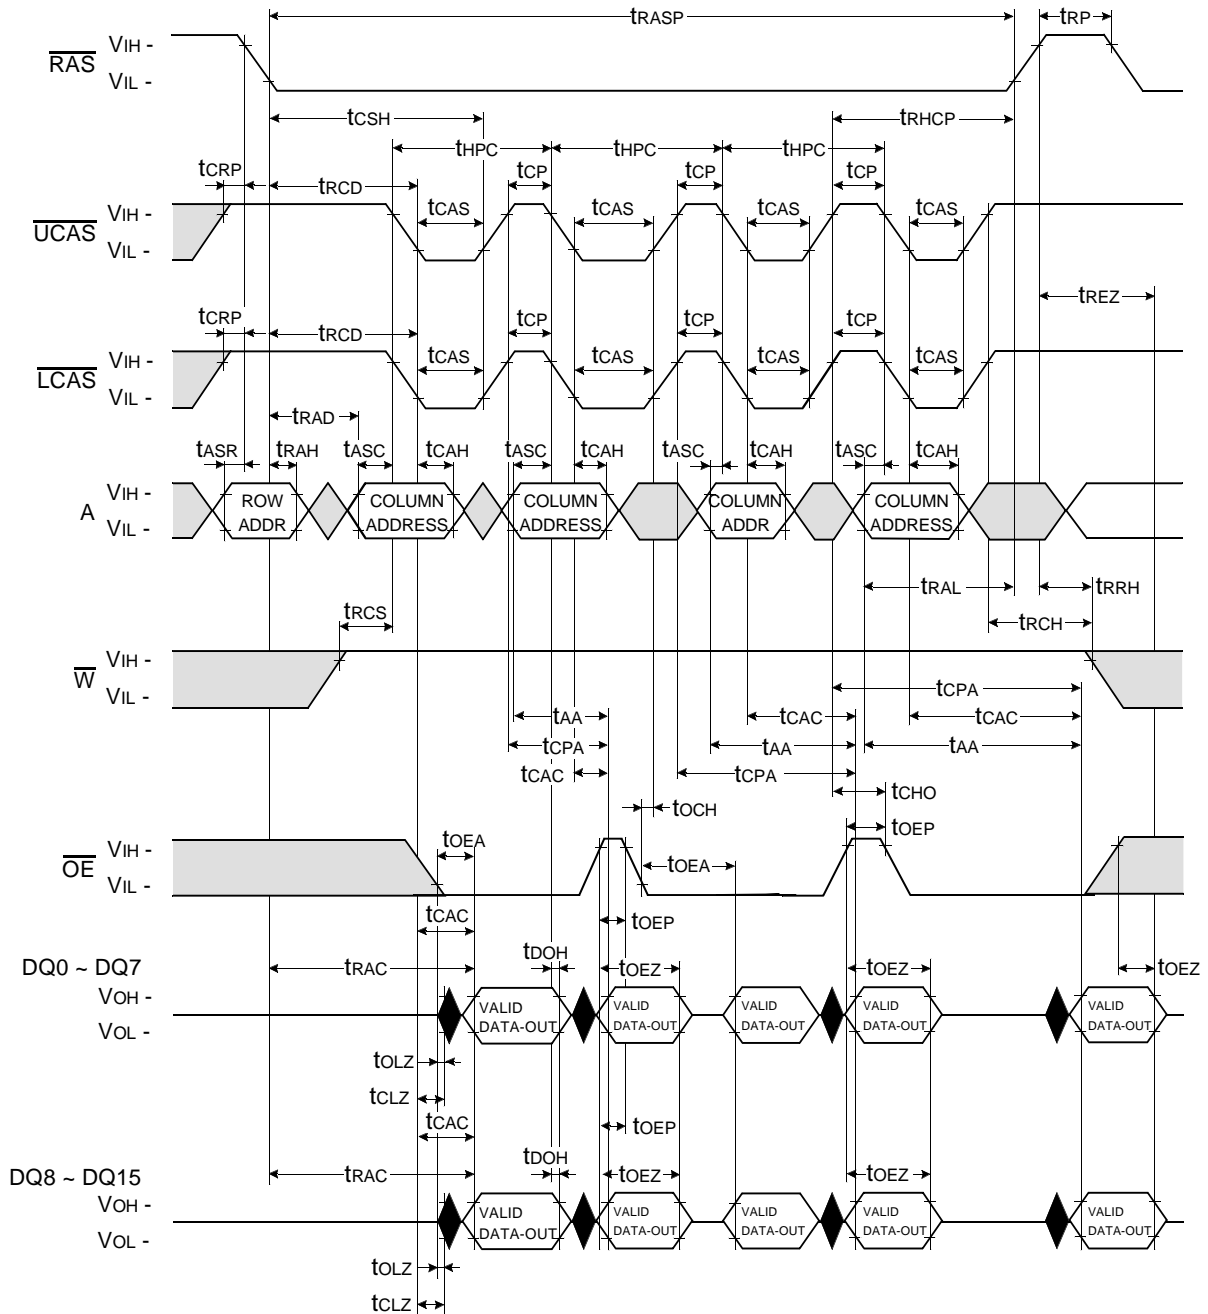 tRASP tRP
RAS VIH -
VIL -
tCSH tRHCP
tHPC tHPC tHPC
tCRP tRCD tCP tCP tCP
UCAS VIH - tCAS tCAS tCAS tCAS
VIL -
tREZ
tCRP tRCD tCP tCP tCP
LCAS VIH - tCAS tCAS tCAS tCAS
VIL -
tRAD
tASR tRAH tASC tCAH tASC tCAH tASC tCAH tASC tCAH
A VIH - ROW COLUMN COLUMN COLUMN COLUMN
VIL - ADDR ADDRESS ADDRESS ADDR ADDRESS
tRAL tRRH
tRCS tRCH
W VIH -
VIL - tCPA
tAA tCAC tCAC
tCPA tAA tAA
tCAC tCPA
tOCH tCHO
tOEP
OE VIH - tOEA tOEA
VIL -
tCAC tOEP
tDOH
DQ0 ~ DQ7 tRAC tOEZ tOEZ tOEZ
VOH - VALID VALID VALID VALID VALID
VOL - DATA-OUT DATA-OUT DATA-OUT DATA-OUT DATA-OUT
tOLZ
tCLZ
tCAC tOEP
tDOH
DQ8 ~ DQ15 tRAC tOEZ tOEZ
VOH - VALID VALID VALID VALID VALID
VOL - DATA-OUT DATA-OUT DATA-OUT DATA-OUT DATA-OUT
tOLZ
tCLZ